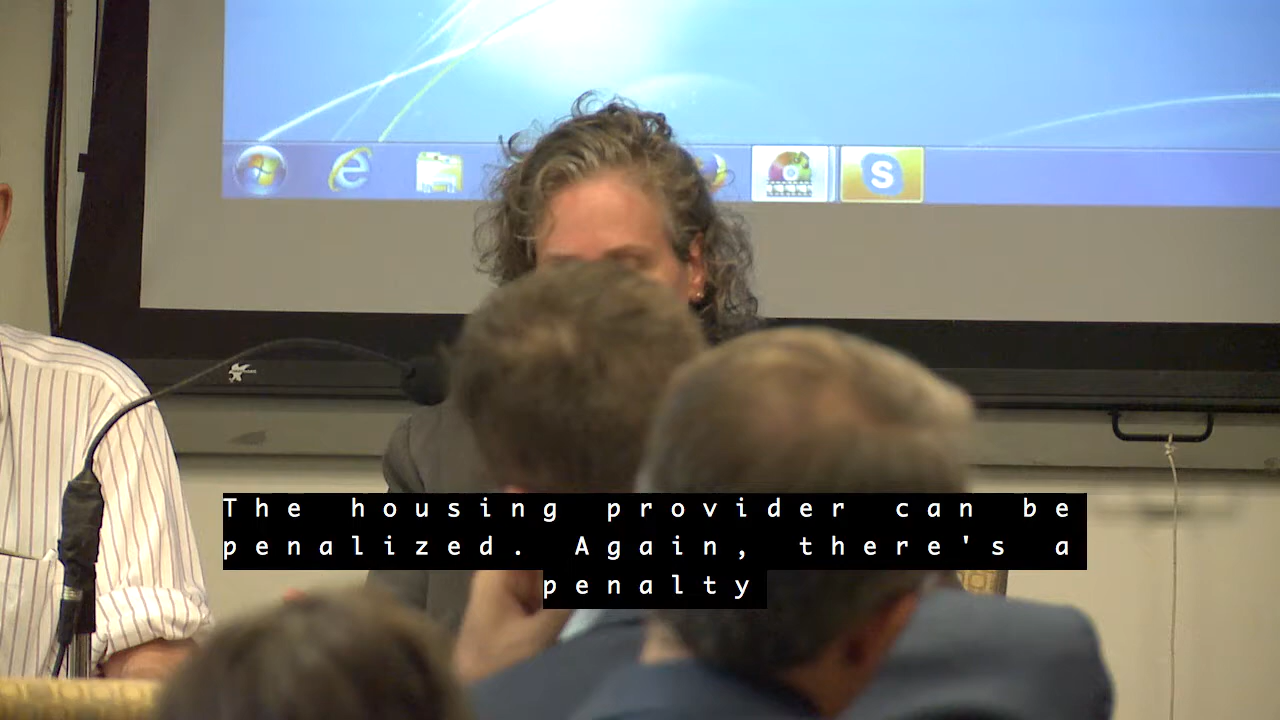 S
The housing provider can be
penalized. Again, there's a
penalty